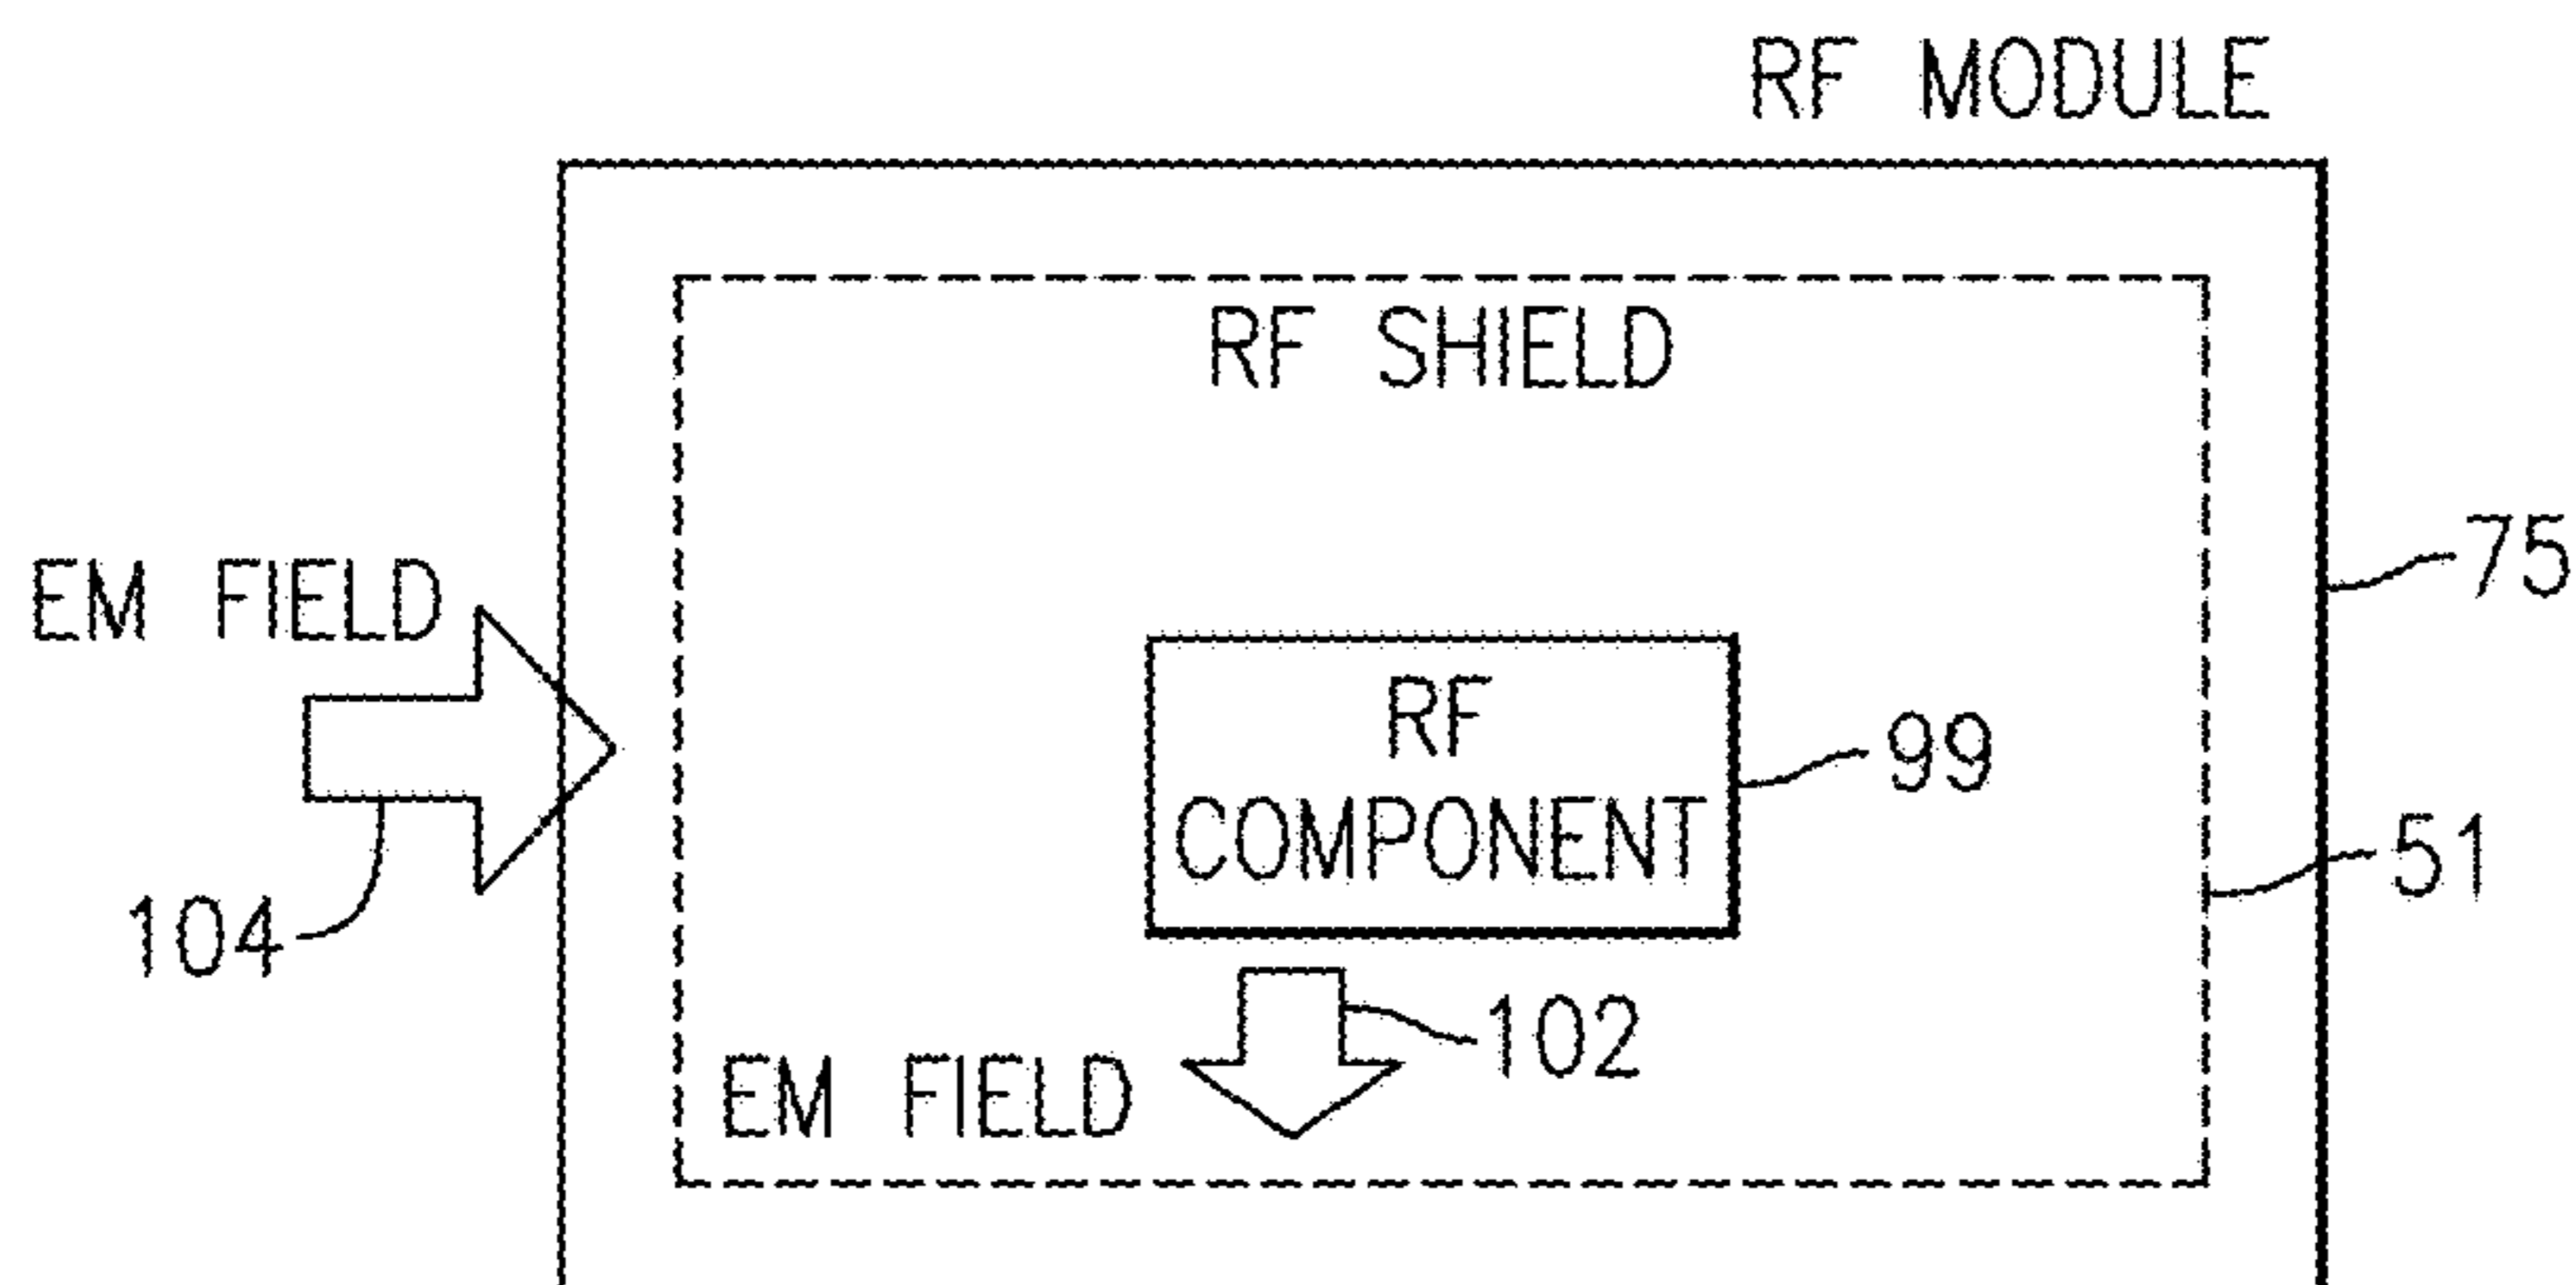 RF MODULE
RF SHIELD
75
EM FIELD
RF
COMPONENT
99
51
104
102
EM FIELD